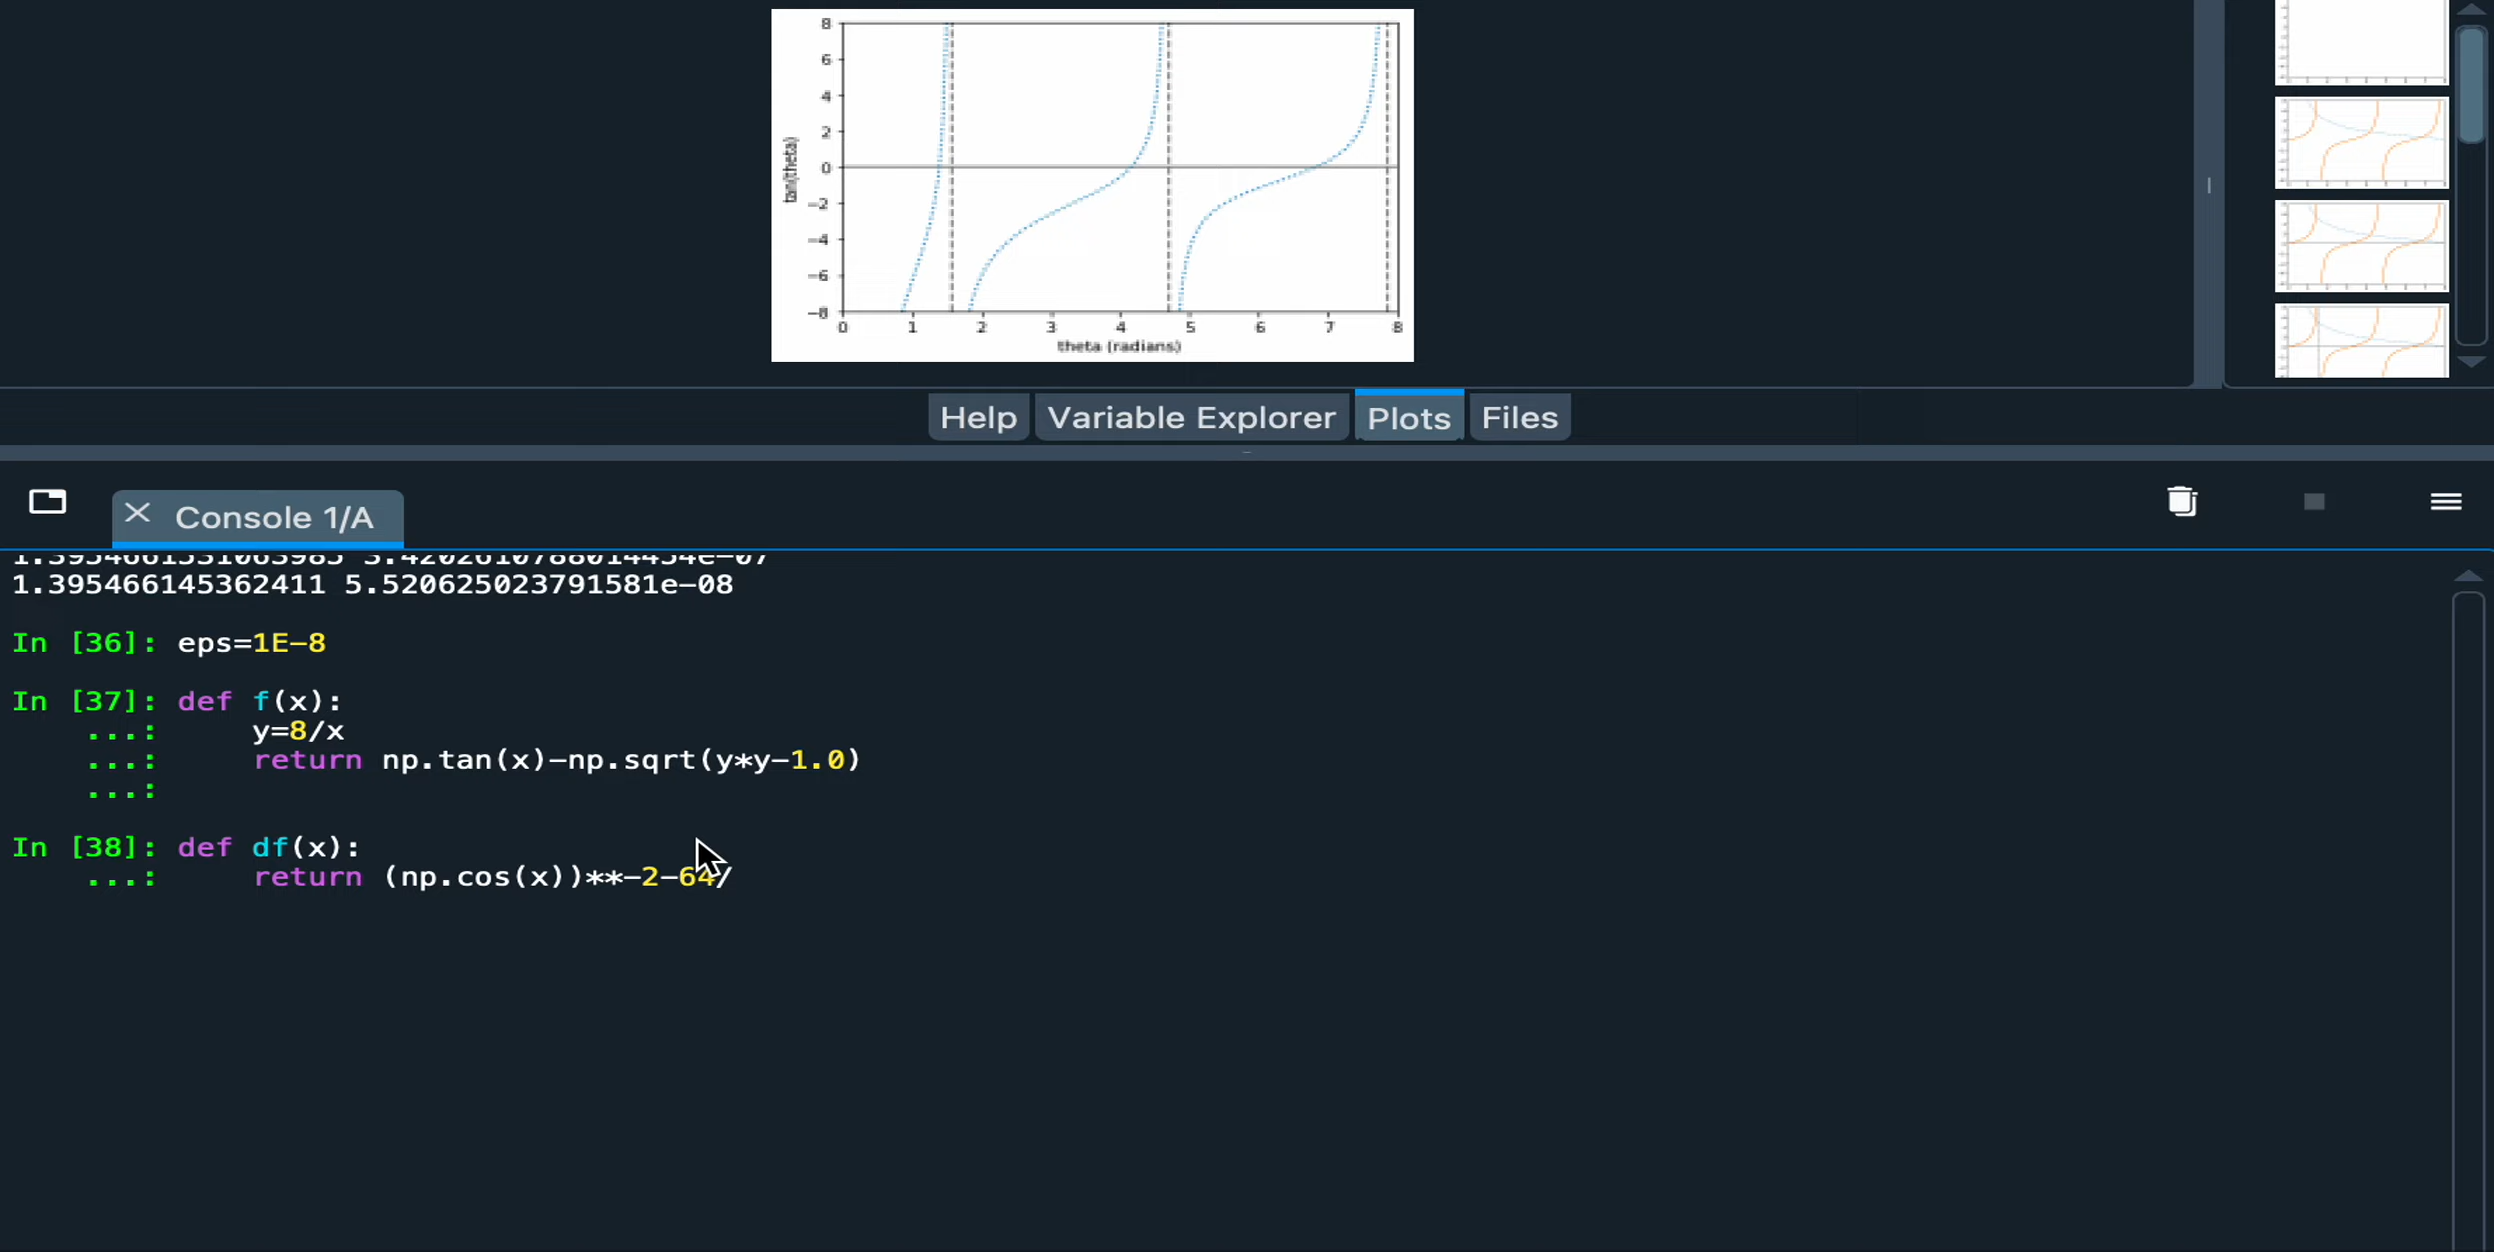 8
6
4
2
0
−2
−4
−6
−8
tan(theta)
0 1 2 3 4 5 6 7 8
theta (radians)
Help Variable Explorer Plots Files
Console 1/A
1.395466145362411 5.520625023791581e−08
In [36]: eps=1E−8
In [37]: def f(x):
...: y=8/x
...: return np.tan(x)−np.sqrt(y*y−1.0)
...:
In [38]: def df(x):
...: return (np.cos(x))**−2−64/